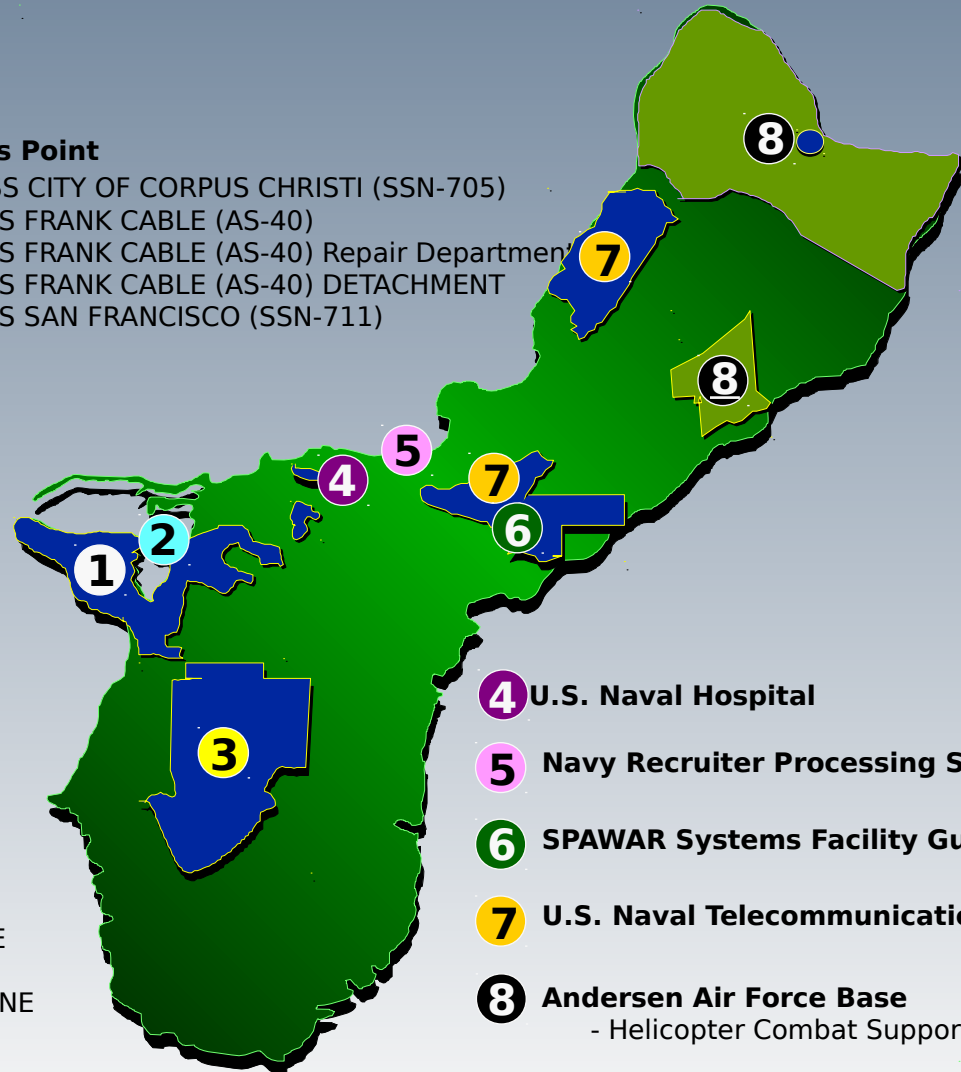 s Point
SS CITY OF CORPUS CHRISTI (SSN-705)
S FRANK CABLE (AS-40)
S FRANK CABLE (AS-40) Repair Department
S FRANK CABLE (AS-40) DETACHMENT
S SAN FRANCISCO (SSN-711)
8
7
8
5
4
7
6
2
1
3
4 U.S. Naval Hospital
5 Navy Recruiter Processing S
6 SPAWAR Systems Facility Gu
7 U.S. Naval Telecommunicatio
E
NE
8 Andersen Air Force Base
- Helicopter Combat Suppor